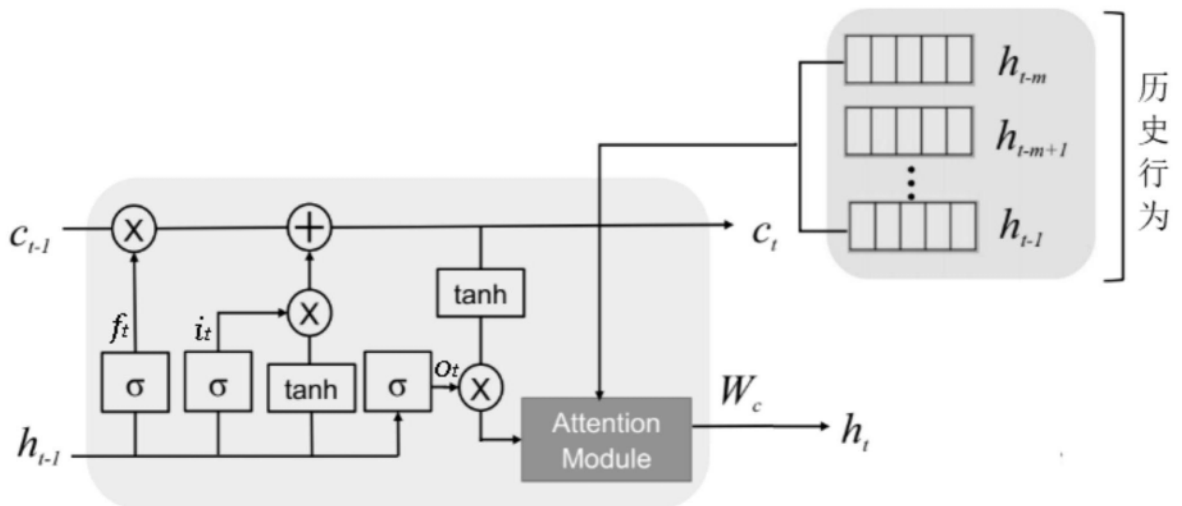 h_{t-m}
h_{t-m+1}
h_{t-1}
历史行为
c_{t-1}
X
+
c_t
tanh
f_t
i_t
X
σ
σ
tanh
σ
o_t
X
W_c
Attention
Module
h_{t-1}
h_t